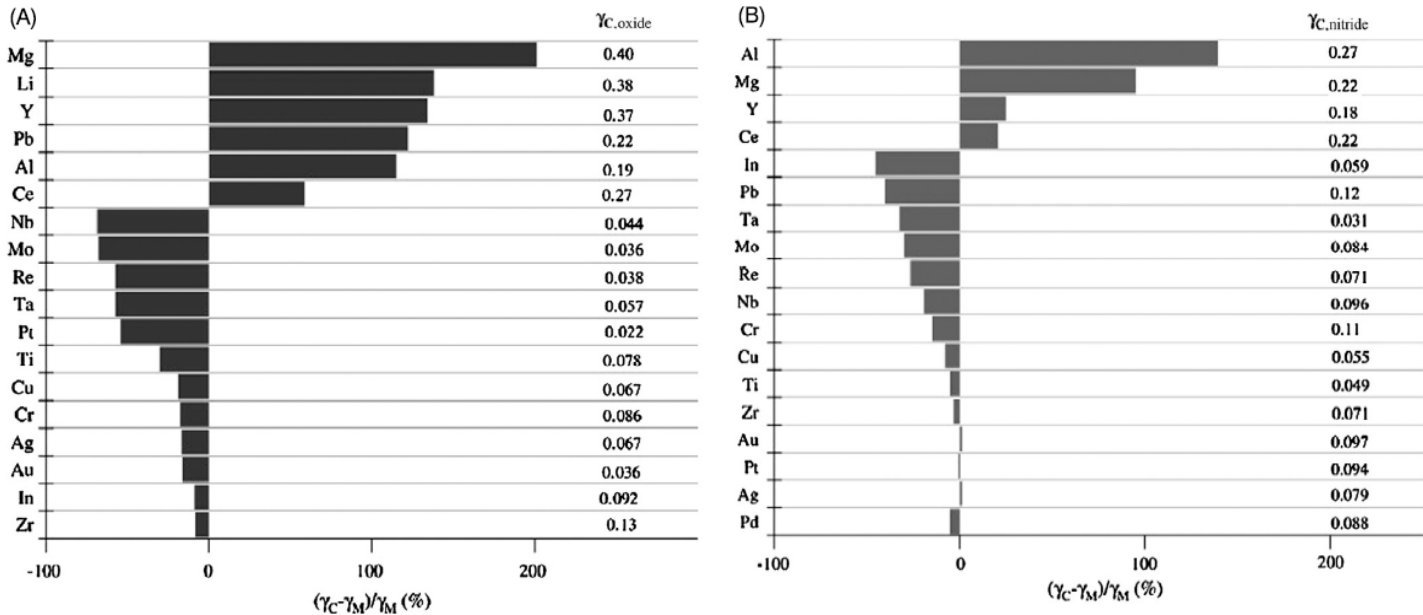 (A)
γC,oxide
Mg 0.40
Li 0.38
Y 0.37
Pb 0.22
Al 0.19
Ce 0.27
Nb 0.044
Mo 0.036
Re 0.038
Ta 0.057
Pt 0.022
Ti 0.078
Cu 0.067
Cr 0.086
Ag 0.067
Au 0.036
In 0.092
Zr 0.13
-100 0 100 200
(γC-γM)/γM (%)
(B)
γC,nitride
Al 0.27
Mg 0.22
Y 0.18
Ce 0.22
In 0.059
Pb 0.12
Ta 0.031
Mo 0.084
Re 0.071
Nb 0.096
Cr 0.11
Cu 0.055
Ti 0.049
Zr 0.071
Au 0.097
Pt 0.094
Ag 0.079
Pd 0.088
-100 0 100 200
(γC-γM)/γM (%)